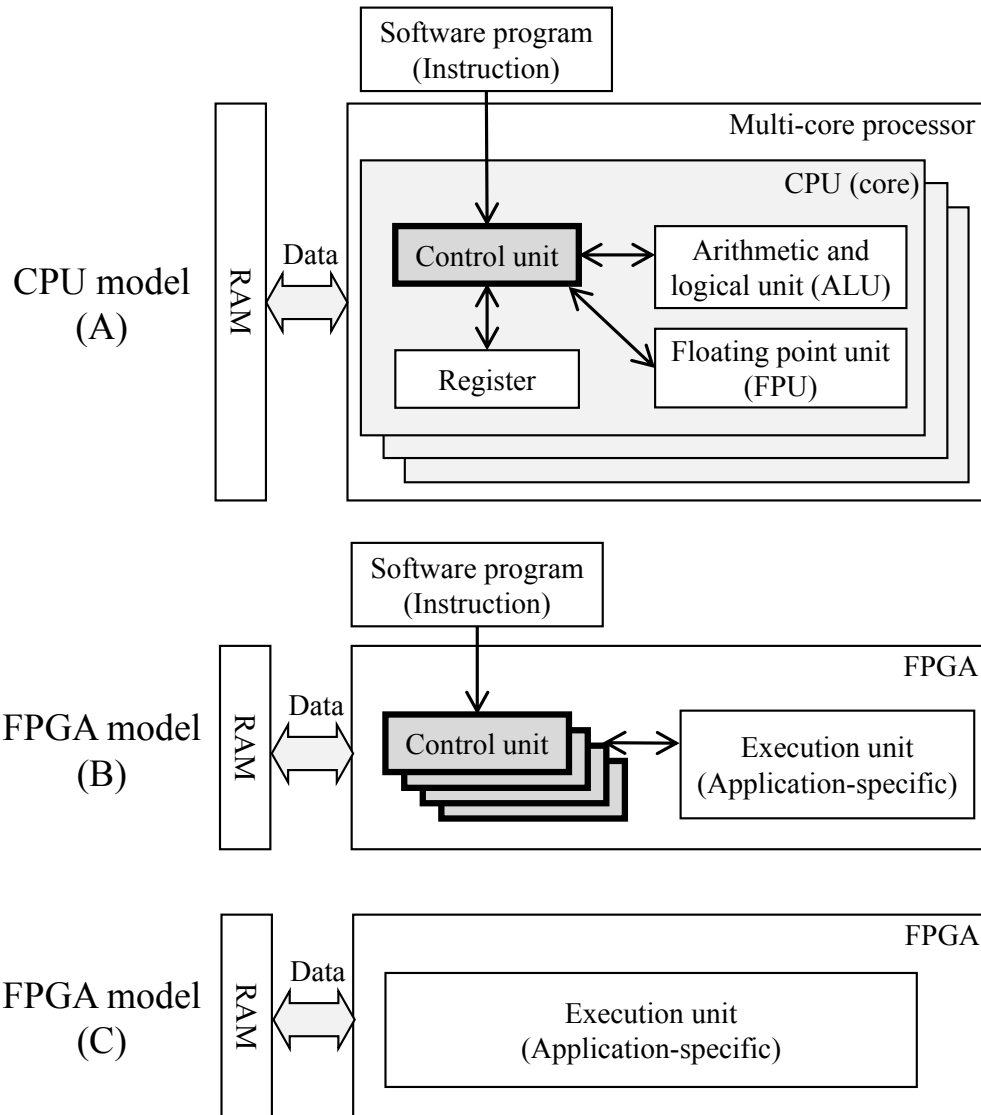 Software program
(Instruction)
Multi-core processor
CPU (core)
Control unit
Arithmetic and
logical unit (ALU)
Data
RAM
CPU model
(A)
Register
Floating point unit
(FPU)
Software program
(Instruction)
FPGA
Data
RAM
FPGA model
(B)
Control unit
Execution unit
(Application-specific)
FPGA
Data
RAM
FPGA model
(C)
Execution unit
(Application-specific)